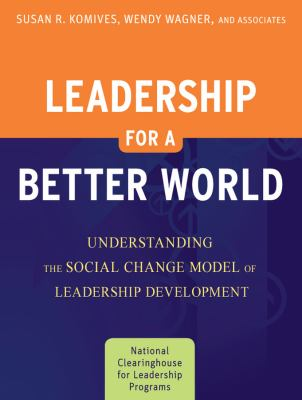 SUSAN R. KOMIVES, WENDY WAGNER, AND ASSOCIATES
LEADERSHIP
FOR A
BETTER WORLD
UNDERSTANDING
THE SOCIAL CHANGE MODEL OF
LEADERSHIP DEVELOPMENT
National
Clearinghouse
for Leadership
Programs